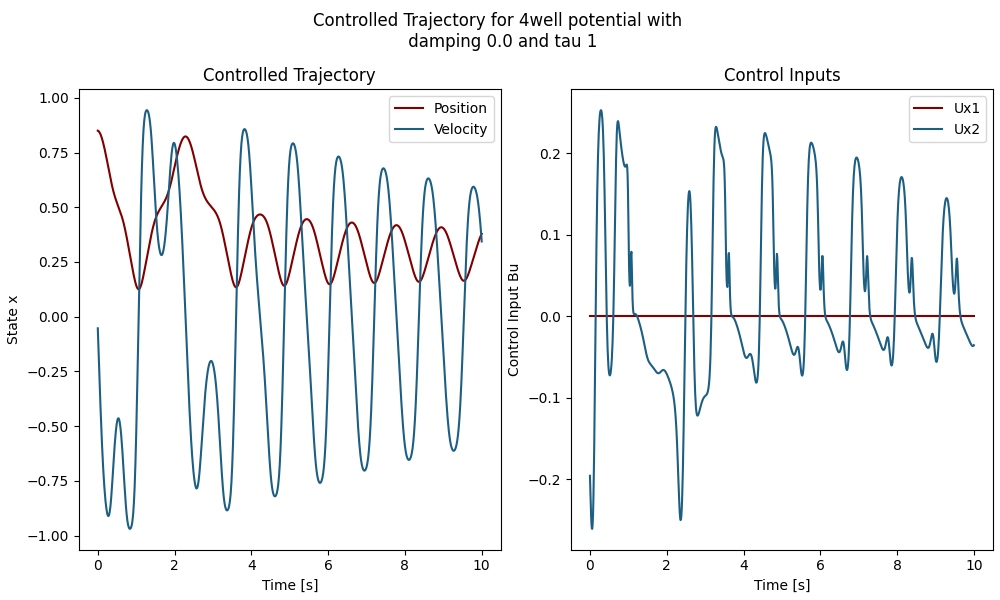 Controlled Trajectory for 4well potential with
damping 0.0 and tau 1
Controlled Trajectory
1.00
0.75
0.50
0.25
0.00
−0.25
−0.50
−0.75
−1.00
State x
0
2
4
6
8
10
Time [s]
Position
Velocity
Control Inputs
0.2
0.1
0.0
−0.1
−0.2
Control Input Bu
0
2
4
6
8
10
Time [s]
Ux1
Ux2